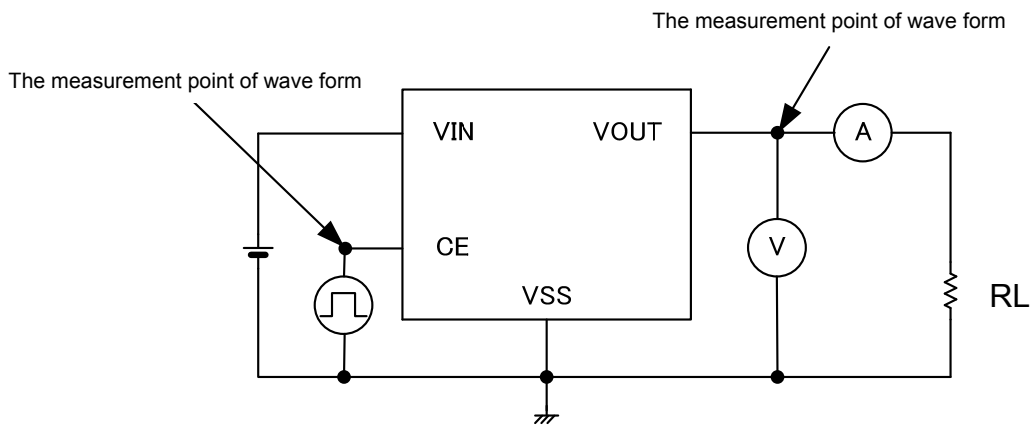 The measurement point of wave form
The measurement point of wave form
VIN
VOUT
A
CE
V
VSS
RL